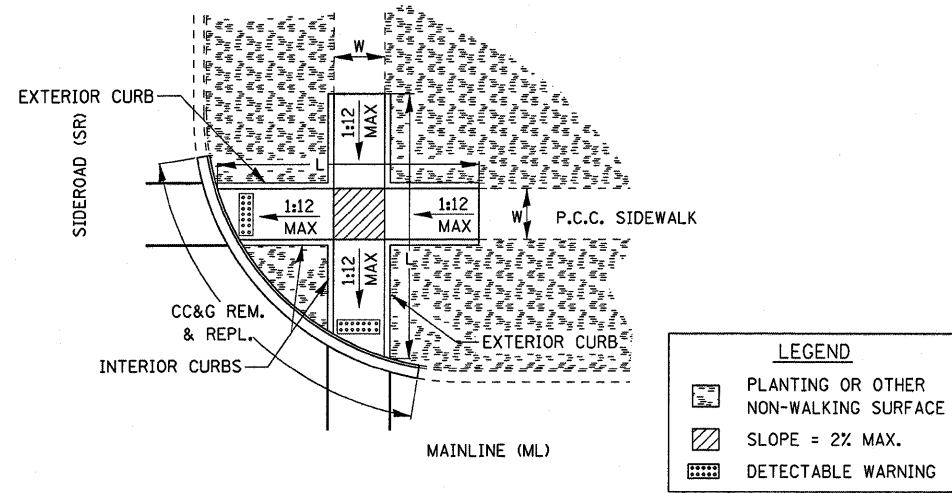 W
EXTERIOR CURB
SIDEROAD (SR)
1:12
MAX
L
1:12
MAX
1:12
MAX
W
P.C.C. SIDEWALK
1:12
MAX
L
CC&G REM.
& REPL.
EXTERIOR CURB
INTERIOR CURBS
MAINLINE (ML)
LEGEND
PLANTING OR OTHER
NON-WALKING SURFACE
SLOPE = 2% MAX.
DETECTABLE WARNING